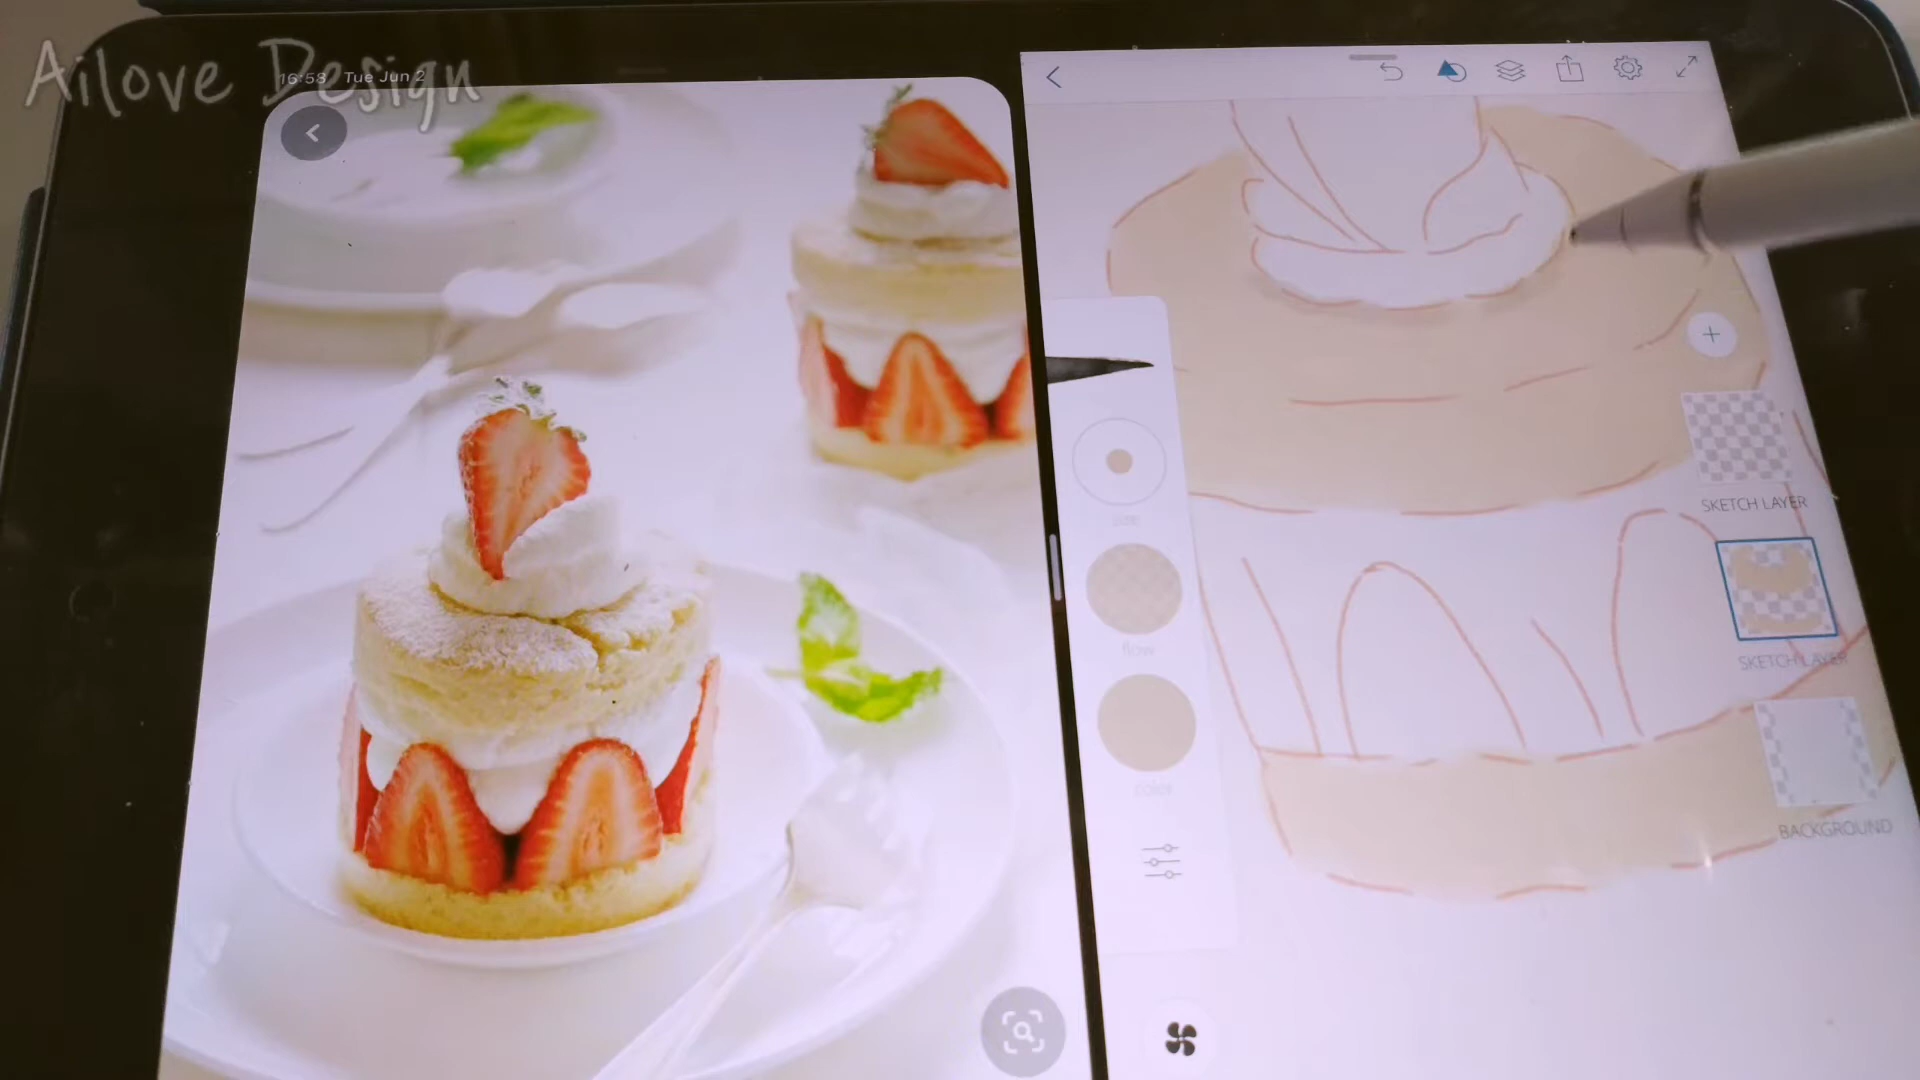 Ailove Design
16:58 Tue Jun 2
size
flow
color
SKETCH LAYER
SKETCH LAYER
BACKGROUND